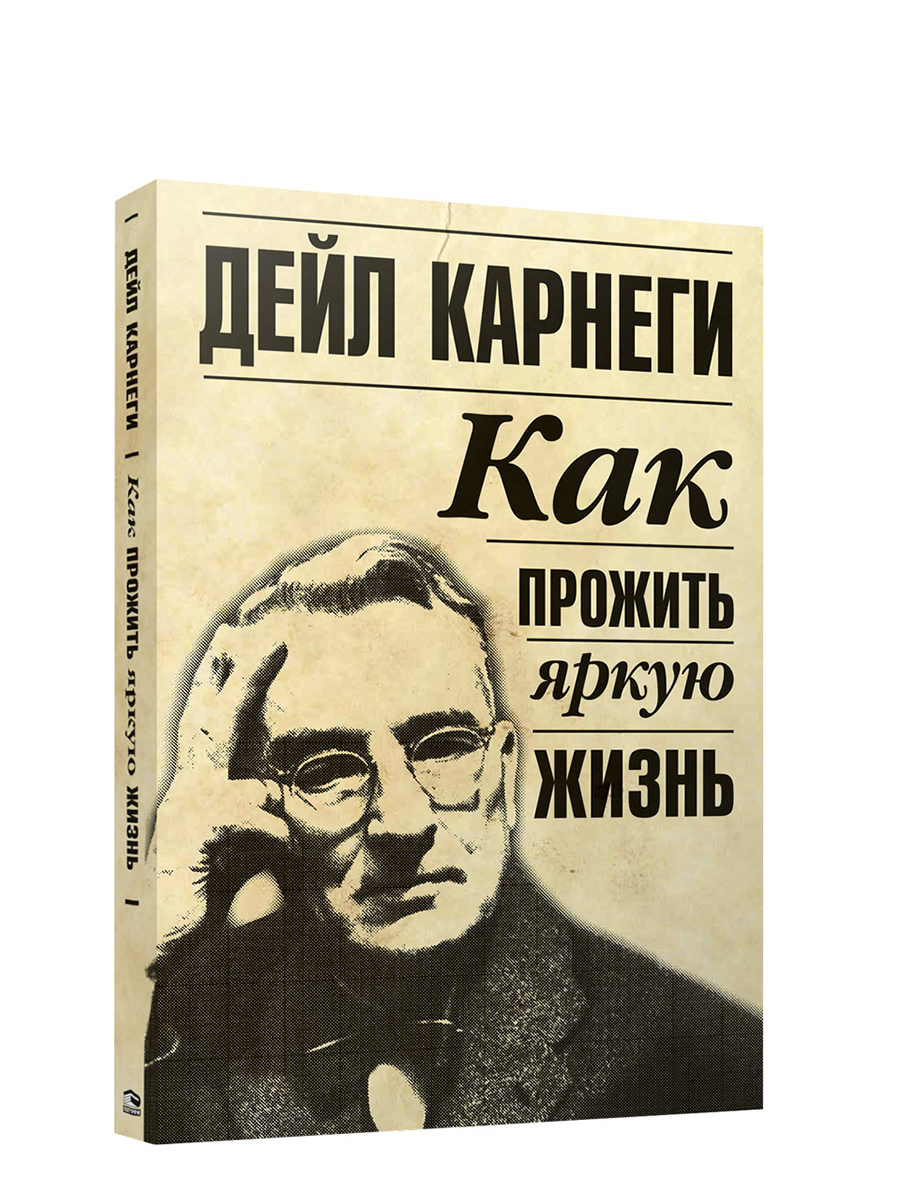 ДЕЙЛ КАРНЕГИ
Как
ПРОЖИТЬ
яркую
ЖИЗНЬ
ДЕЙЛ КАРНЕГИ Как ПРОЖИТЬ яркую ЖИЗНЬ